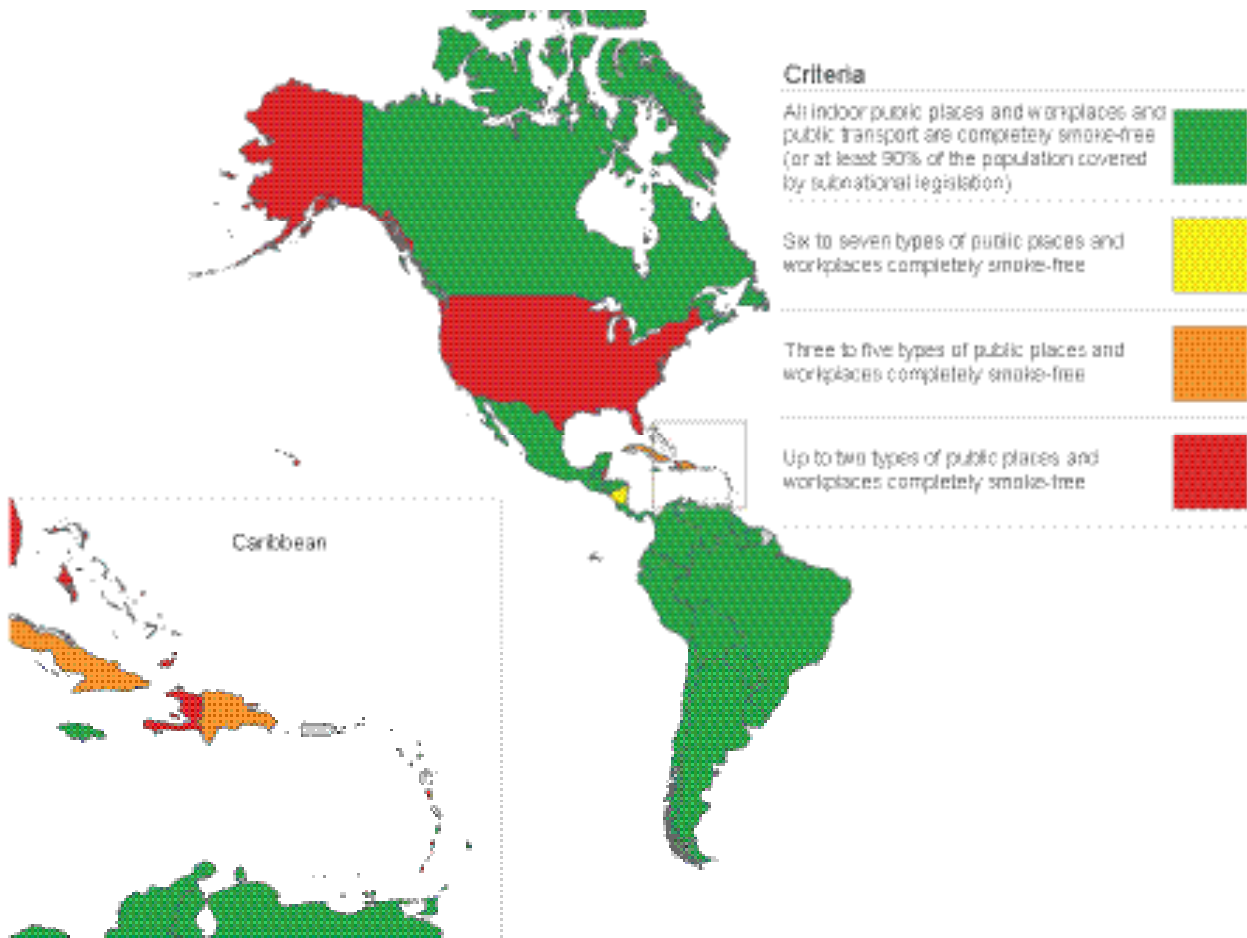 Criteria
All indoor public places and workplaces and
public transport are completely smoke-free
(or at least 90% of the population covered
by subnational legislation)
Six to seven types of public places and
workplaces completely smoke-free
Three to five types of public places and
workplaces completely smoke-free
Up to two types of public places and
workplaces completely smoke-free
Caribbean